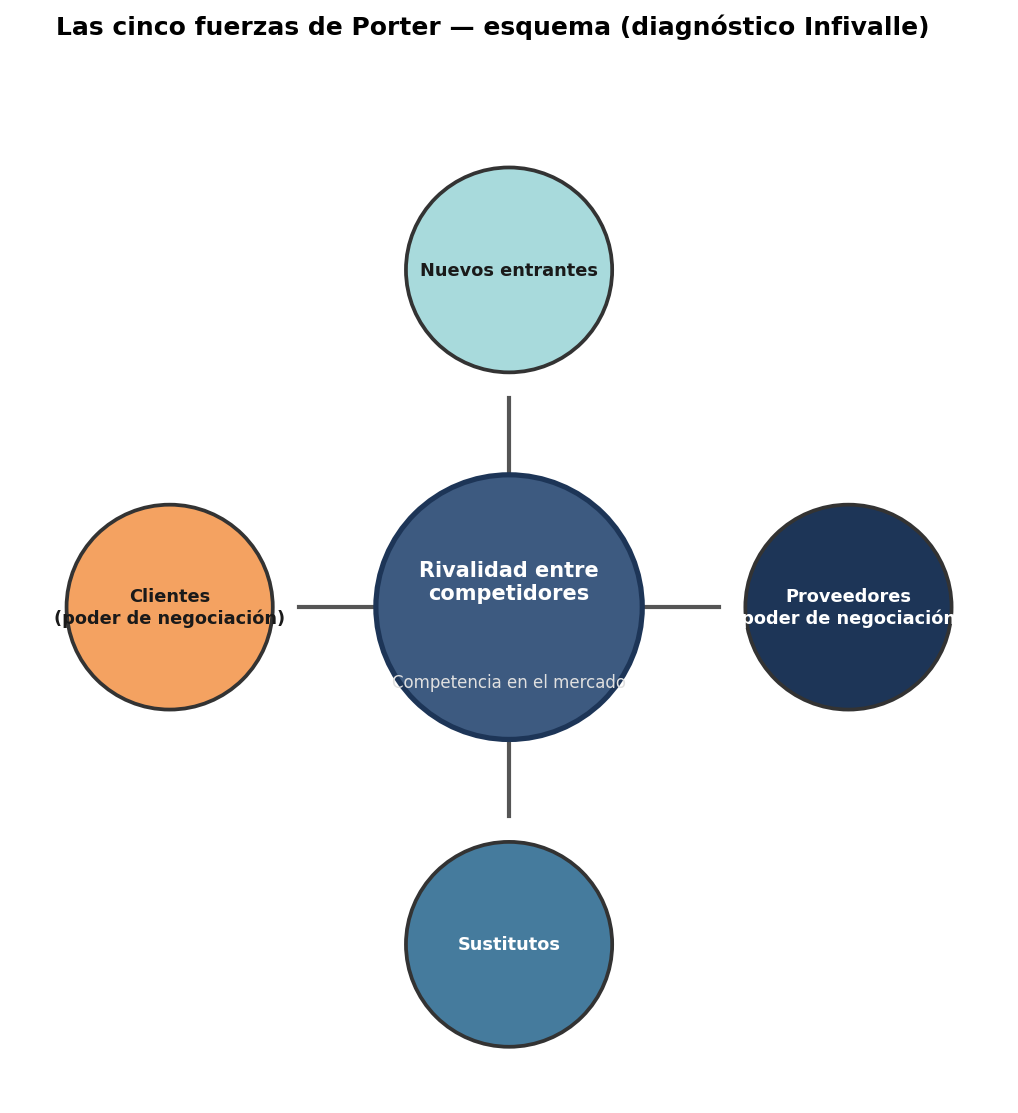 Las cinco fuerzas de Porter — esquema (diagnóstico Infivalle)
Nuevos entrantes
Clientes
(poder de negociación)
Rivalidad entre
competidores
Competencia en el mercado
Proveedores
poder de negociación
Sustitutos